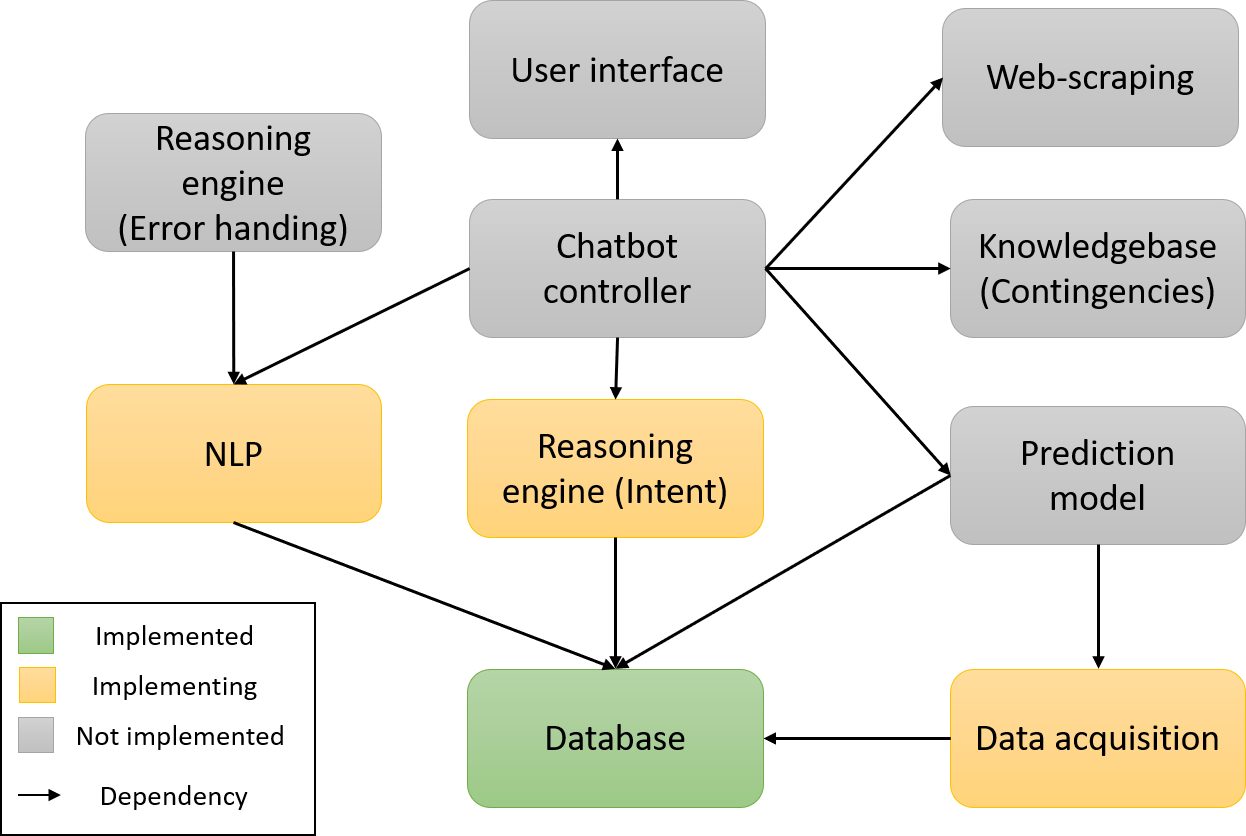 User interface
Web-scraping
Reasoning
engine
(Error handing)
Chatbot
controller
Knowledgebase
(Contingencies)
NLP
Reasoning
engine (Intent)
Prediction
model
Implemented
Implementing
Not implemented
Dependency
Database
Data acquisition